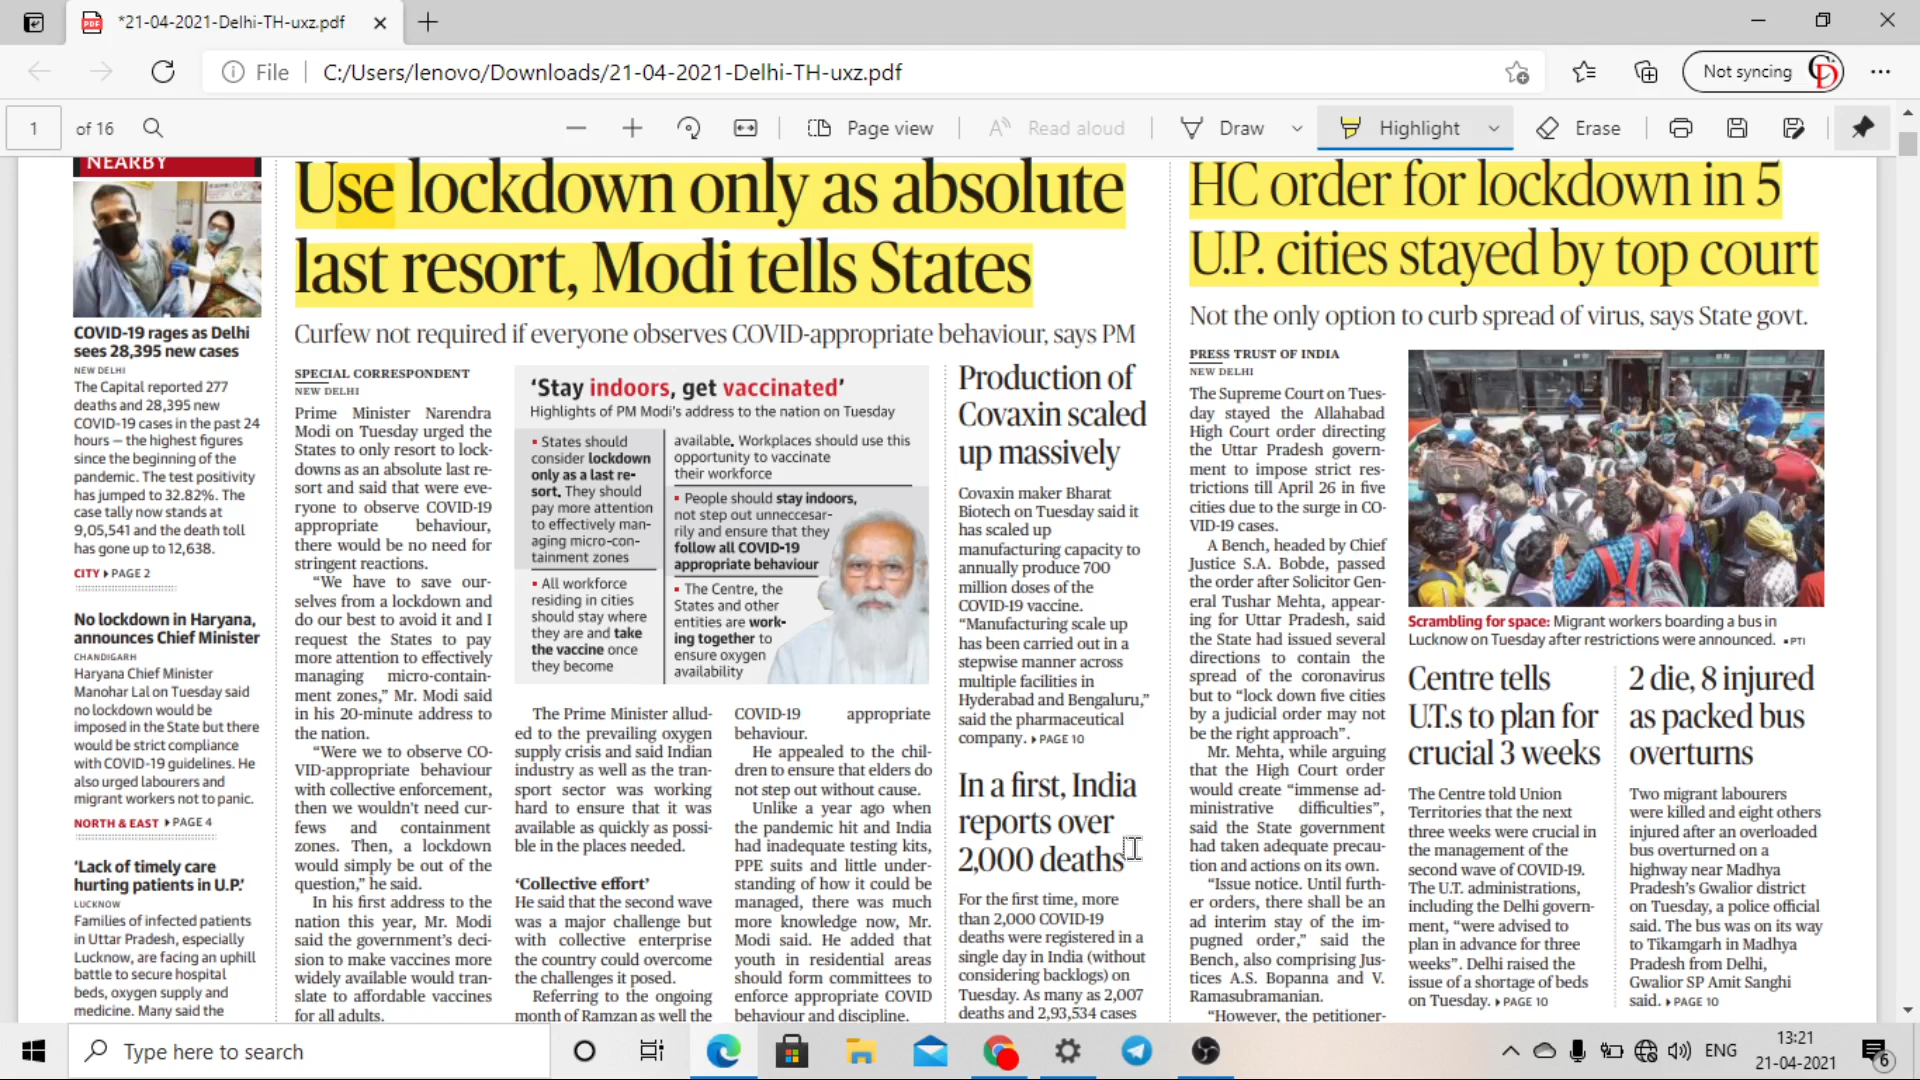 *21-04-2021-Delhi-TH-uxz.pdf
File
C:/Users/lenovo/Downloads/21-04-2021-Delhi-TH-uxz.pdf
Not syncing
1 of 16
Page view
Read aloud
Draw
Highlight
Erase
NEARBY
COVID-19 rages as Delhi
sees 28,395 new cases
NEW DELHI
The Capital reported 277
deaths and 28,395 new
COVID-19 cases in the past 24
hours — the highest figures
since the beginning of the
pandemic. The test positivity
has jumped to 32.82%. The
case tally now stands at
9,05,541 and the death toll
has gone up to 12,638.
CITY ▸ PAGE 2
No lockdown in Haryana,
announces Chief Minister
CHANDIGARH
Haryana Chief Minister
Manohar Lal on Tuesday said
no lockdown would be
imposed in the State but there
would be strict compliance
with COVID-19 guidelines. He
also urged labourers and
migrant workers not to panic.
NORTH & EAST ▸ PAGE 4
‘Lack of timely care
hurting patients in U.P.’
LUCKNOW
Families of infected patients
in Uttar Pradesh, especially
Lucknow, are facing an uphill
battle to secure hospital
beds, oxygen supply and
medicine. Many said the
Use lockdown only as absolute
last resort, Modi tells States
Curfew not required if everyone observes COVID-appropriate behaviour, says PM
SPECIAL CORRESPONDENT
NEW DELHI
Prime Minister Narendra
Modi on Tuesday urged the
States to only resort to lock-
downs as an absolute last re-
sort and said that were eve-
ryone to observe COVID-19
appropriate behaviour,
there would be no need for
stringent reactions.
“We have to save our-
selves from a lockdown and
do our best to avoid it and I
request the States to pay
more attention to effectively
managing micro-contain-
ment zones,” Mr. Modi said
in his 20-minute address to
the nation.
“Were we to observe CO-
VID-appropriate behaviour
with collective enforcement,
then we wouldn’t need cur-
fews and containment
zones. Then, a lockdown
would simply be out of the
question,” he said.
In his first address to the
nation this year, Mr. Modi
said the government’s deci-
sion to make vaccines more
widely available would tran-
slate to affordable vaccines
for all adults.
‘Stay indoors, get vaccinated’
Highlights of PM Modi’s address to the nation on Tuesday
▪ States should
consider lockdown
only as a last re-
sort. They should
pay more attention
to effectively man-
aging micro-con-
tainment zones
▪ All workforce
residing in cities
should stay where
they are and take
the vaccine once
they become
available. Workplaces should use this
opportunity to vaccinate
their workforce
▪ People should stay indoors,
not step out unneccesar-
rily and ensure that they
follow all COVID-19
appropriate behaviour
▪ The Centre, the
States and other
entities are work-
ing together to
ensure oxygen
availability
The Prime Minister allud-
ed to the prevailing oxygen
supply crisis and said Indian
industry as well as the tran-
sport sector was working
hard to ensure that it was
available as quickly as possi-
ble in the places needed.
‘Collective effort’
He said that the second wave
was a major challenge but
with collective enterprise
the country could overcome
the challenges it posed.
Referring to the ongoing
month of Ramzan as well the
COVID-19 appropriate
behaviour.
He appealed to the chil-
dren to ensure that elders do
not step out without cause.
Unlike a year ago when
the pandemic hit and India
had inadequate testing kits,
PPE suits and little under-
standing of how it could be
managed, there was much
more knowledge now, Mr.
Modi said. He added that
youth in residential areas
should form committees to
enforce appropriate COVID
behaviour and discipline.
Production of
Covaxin scaled
up massively
Covaxin maker Bharat
Biotech on Tuesday said it
has scaled up
manufacturing capacity to
annually produce 700
million doses of the
COVID-19 vaccine.
“Manufacturing scale up
has been carried out in a
stepwise manner across
multiple facilities in
Hyderabad and Bengaluru,”
said the pharmaceutical
company. ▸ PAGE 10
In a first, India
reports over
2,000 deaths
For the first time, more
than 2,000 COVID-19
deaths were registered in a
single day in India (without
considering backlogs) on
Tuesday. As many as 2,007
deaths and 2,93,534 cases
HC order for lockdown in 5
U.P. cities stayed by top court
Not the only option to curb spread of virus, says State govt.
PRESS TRUST OF INDIA
NEW DELHI
The Supreme Court on Tues-
day stayed the Allahabad
High Court order directing
the Uttar Pradesh govern-
ment to impose strict res-
trictions till April 26 in five
cities due to the surge in CO-
VID-19 cases.
A Bench, headed by Chief
Justice S.A. Bobde, passed
the order after Solicitor Gen-
eral Tushar Mehta, appear-
ing for Uttar Pradesh, said
the State had issued several
directions to contain the
spread of the coronavirus
but to “lock down five cities
by a judicial order may not
be the right approach”.
Mr. Mehta, while arguing
that the High Court order
would create “immense ad-
ministrative difficulties”,
said the State government
had taken adequate precau-
tion and actions on its own.
“Issue notice. Until furth-
er orders, there shall be an
ad interim stay of the im-
pugned order,” said the
Bench, also comprising Jus-
tices A.S. Bopanna and V.
Ramasubramanian.
“However, the petitioner-
Scrambling for space: Migrant workers boarding a bus in
Lucknow on Tuesday after restrictions were announced. ▪ PTI
Centre tells
U.T.s to plan for
crucial 3 weeks
The Centre told Union
Territories that the next
three weeks were crucial in
the management of the
second wave of COVID-19.
The U.T. administrations,
including the Delhi govern-
ment, “were advised to
plan in advance for three
weeks”. Delhi raised the
issue of a shortage of beds
on Tuesday. ▸ PAGE 10
2 die, 8 injured
as packed bus
overturns
Two migrant labourers
were killed and eight others
injured after an overloaded
bus overturned on a
highway near Madhya
Pradesh’s Gwalior district
on Tuesday, a police official
said. The bus was on its way
to Tikamgarh in Madhya
Pradesh from Delhi,
Gwalior SP Amit Sanghi
said. ▸ PAGE 10
Type here to search
ENG
13:21
21-04-2021
6